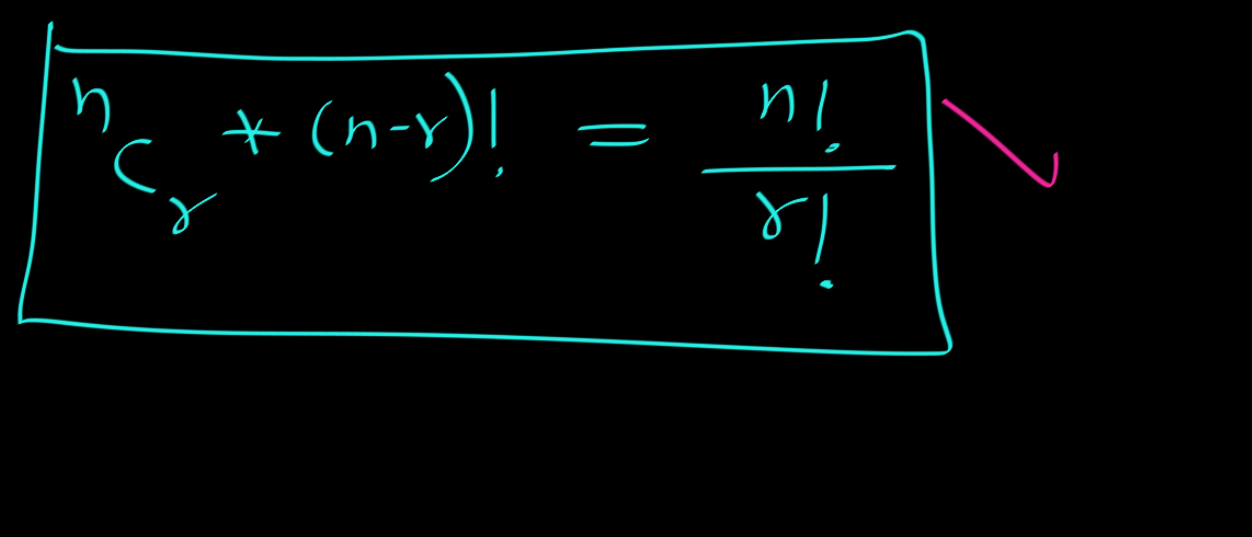 ⁿCᵣ * (n-r)! = n!/r!